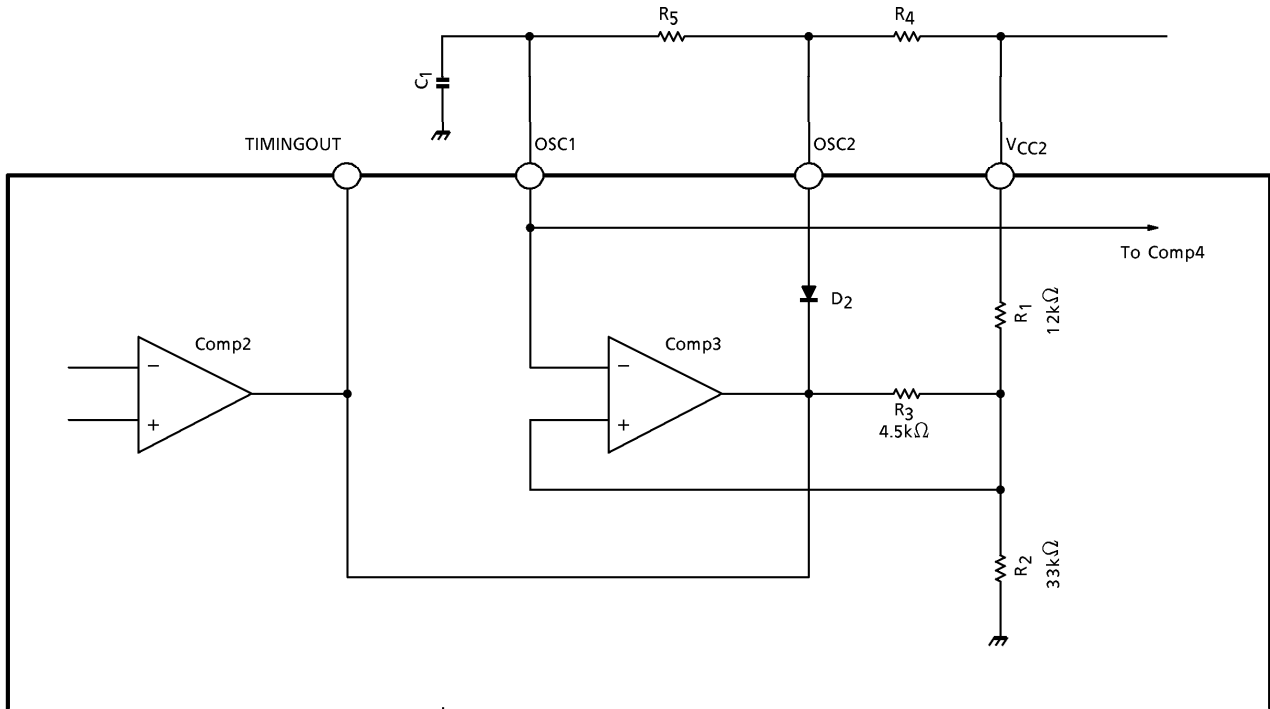 R5
R4
C1
TIMINGOUT
OSC1
OSC2
VCC2
To Comp4
D2
R1
12kΩ
Comp2
−
+
Comp3
−
+
R3
4.5kΩ
R2
33kΩ